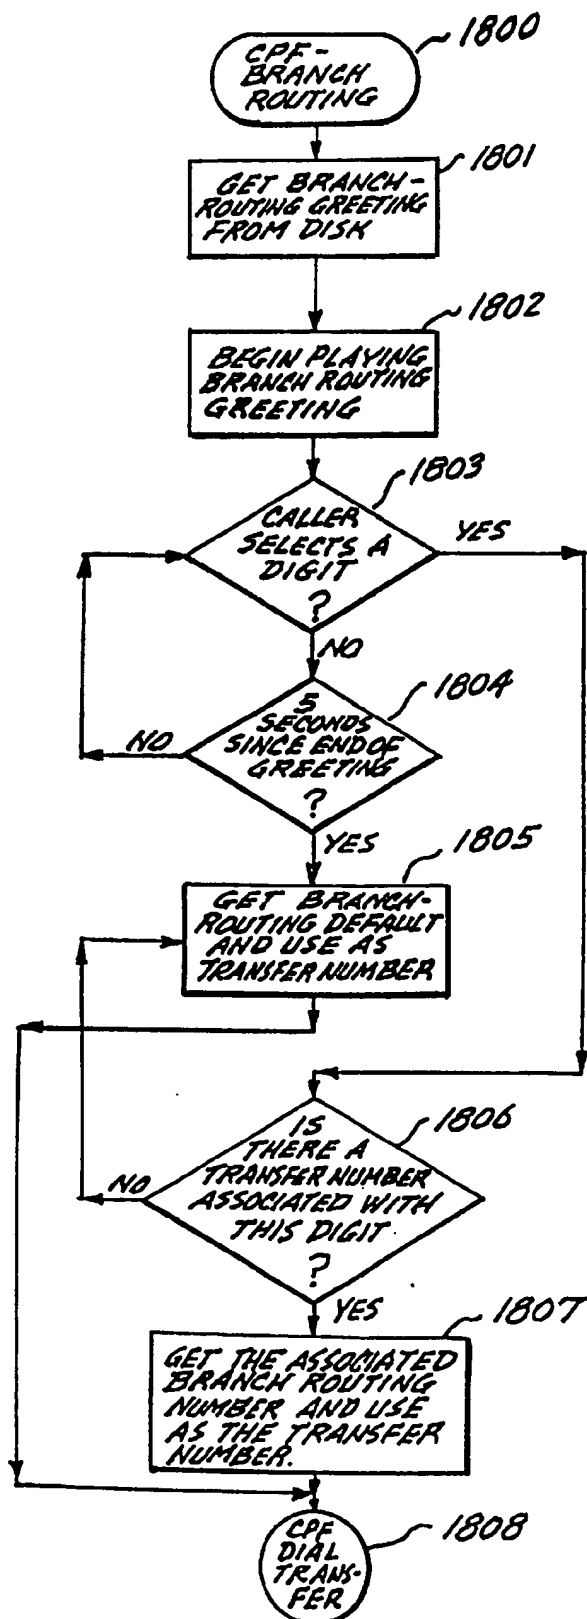 1800
CPF-
BRANCH
ROUTING
1801
GET BRANCH-
ROUTING GREETING
FROM DISK
1802
BEGIN PLAYING
BRANCH ROUTING
GREETING
1803
CALLER
SELECTS A
DIGIT
?
YES
NO
1804
5
SECONDS
SINCE END OF
GREETING
?
NO
YES
1805
GET BRANCH-
ROUTING DEFAULT
AND USE AS
TRANSFER NUMBER
1806
IS
THERE A
TRANSFER NUMBER
ASSOCIATED WITH
THIS DIGIT
?
NO
YES
1807
GET THE ASSOCIATED
BRANCH ROUTING
NUMBER AND USE
AS THE TRANSFER
NUMBER.
1808
CPF
DIAL
TRANS-
FER